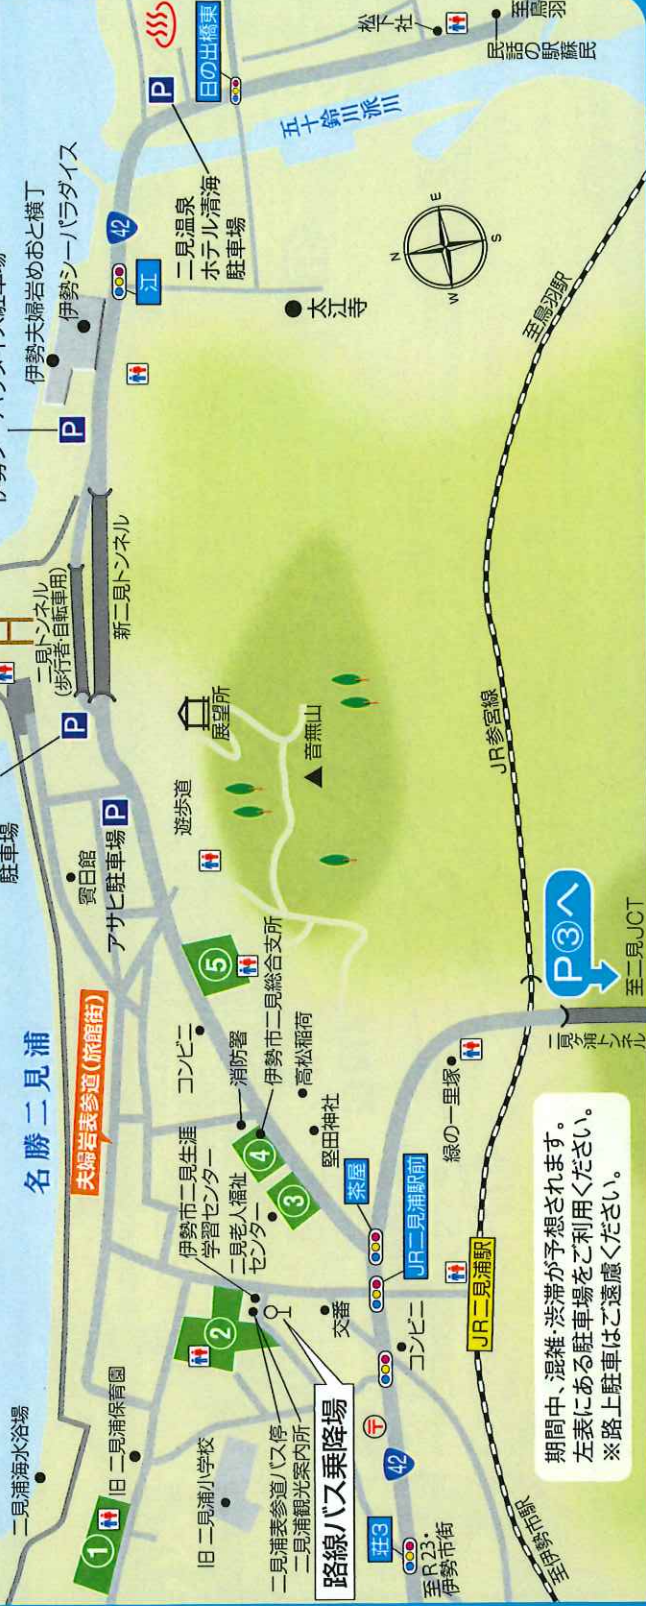 二見浦海水浴場
名勝二見浦
駐車場
二見トンネル
(歩行者・自転車用)
伊勢夫婦岩めおと横丁
伊勢シーパラダイス
P
P
P
P
42
江
日の出橋東
松下社
民話の駅蘇民
至鳥羽
五十鈴川派川
二見温泉
ホテル清海
駐車場
太江寺
N
E
S
W
新二見トンネル
賓日館
アサヒ駐車場
夫婦岩表参道(旅館街)
遊歩道
展望所
音無山
①
旧 二見浦保育園
旧 二見浦小学校
②
二見浦表参道バス停
二見浦観光案内所
路線バス乗降場
伊勢市二見生涯
学習センター
二見老人福祉
センター
③
④
⑤
コンビニ
消防署
伊勢市二見総合支所
高松稲荷
堅田神社
交番
茶屋
JR二見浦駅前
コンビニ
〒
42
荘3
至R23・
伊勢市街
緑の一里塚
JR二見浦駅
至伊勢市駅
JR参宮線
至鳥羽駅
二見ヶ浦トンネル
P③へ
至二見JCT
期間中、混雑・渋滞が予想されます。
左表にある駐車場をご利用ください。
※路上駐車はご遠慮ください。